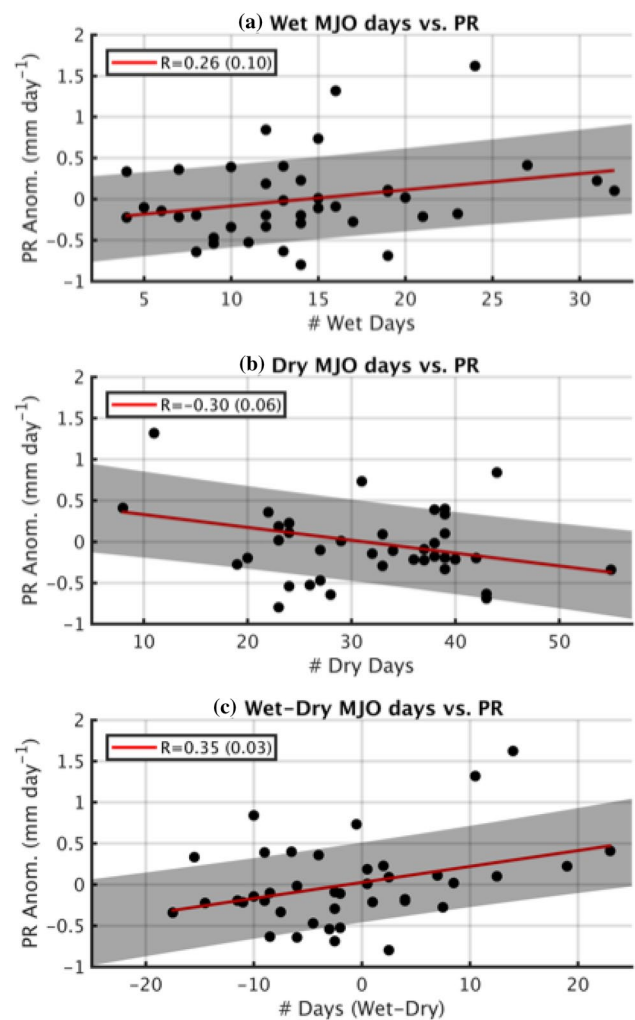 (a) Wet MJO days vs. PR
R=0.26 (0.10)
PR Anom. (mm day⁻¹)
2
1.5
1
0.5
0
-0.5
-1
5 10 15 20 25 30
# Wet Days
(b) Dry MJO days vs. PR
R=-0.30 (0.06)
PR Anom. (mm day⁻¹)
2
1.5
1
0.5
0
-0.5
-1
10 20 30 40 50
# Dry Days
(c) Wet-Dry MJO days vs. PR
R=0.35 (0.03)
PR Anom. (mm day⁻¹)
2
1.5
1
0.5
0
-0.5
-1
-20 -10 0 10 20
# Days (Wet-Dry)